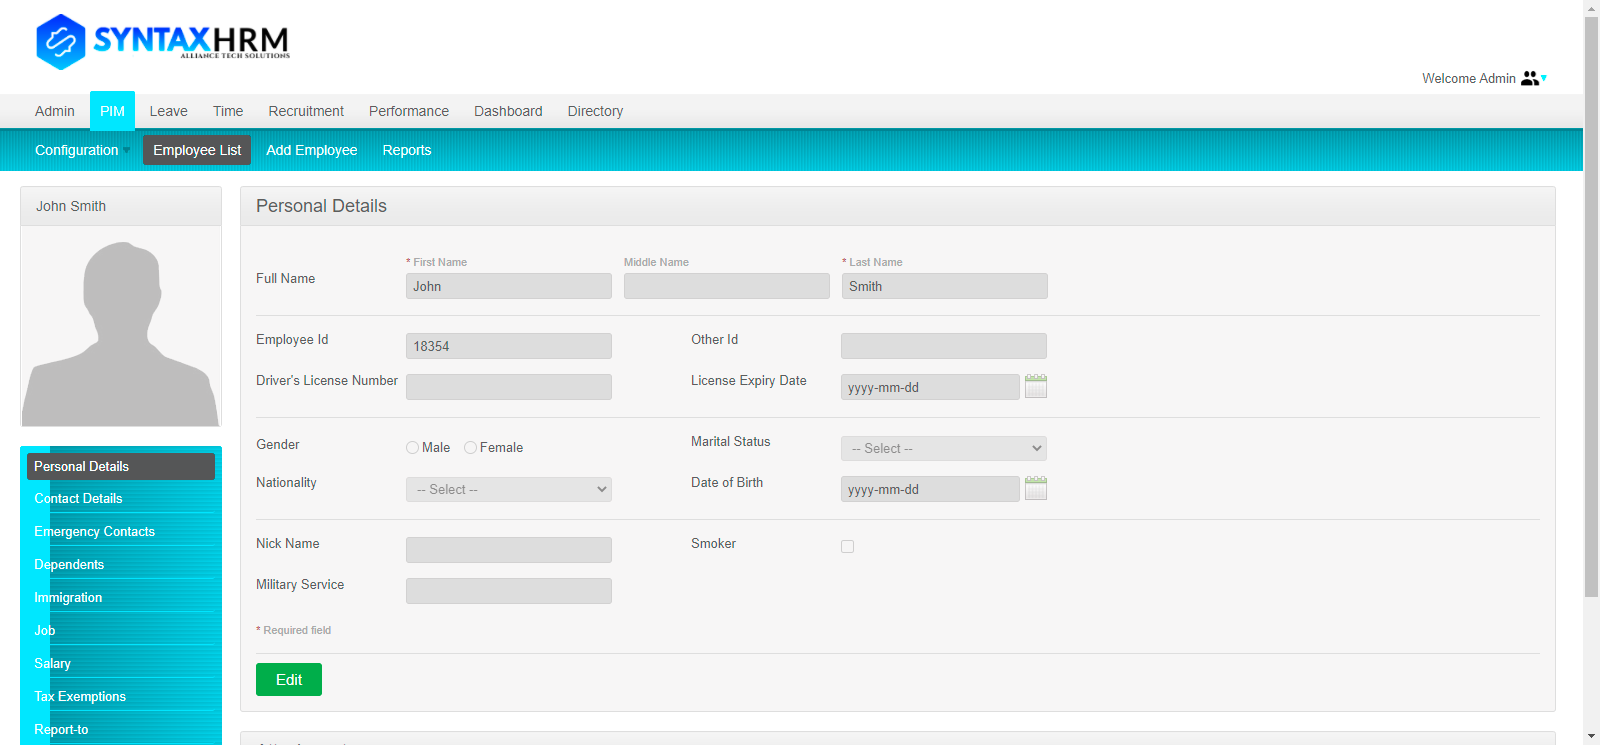 SYNTAXHRM
ALLIANCE TECH SOLUTIONS
Welcome Admin
Admin PIM Leave Time Recruitment Performance Dashboard Directory
Configuration Employee List Add Employee Reports
John Smith
Personal Details
* First Name Middle Name * Last Name
Full Name John Smith
Employee Id 18354 Other Id
Driver's License Number License Expiry Date yyyy-mm-dd
Gender Male Female Marital Status -- Select --
Nationality -- Select -- Date of Birth yyyy-mm-dd
Nick Name Smoker
Military Service
* Required field
Edit
Personal Details
Contact Details
Emergency Contacts
Dependents
Immigration
Job
Salary
Tax Exemptions
Report-to